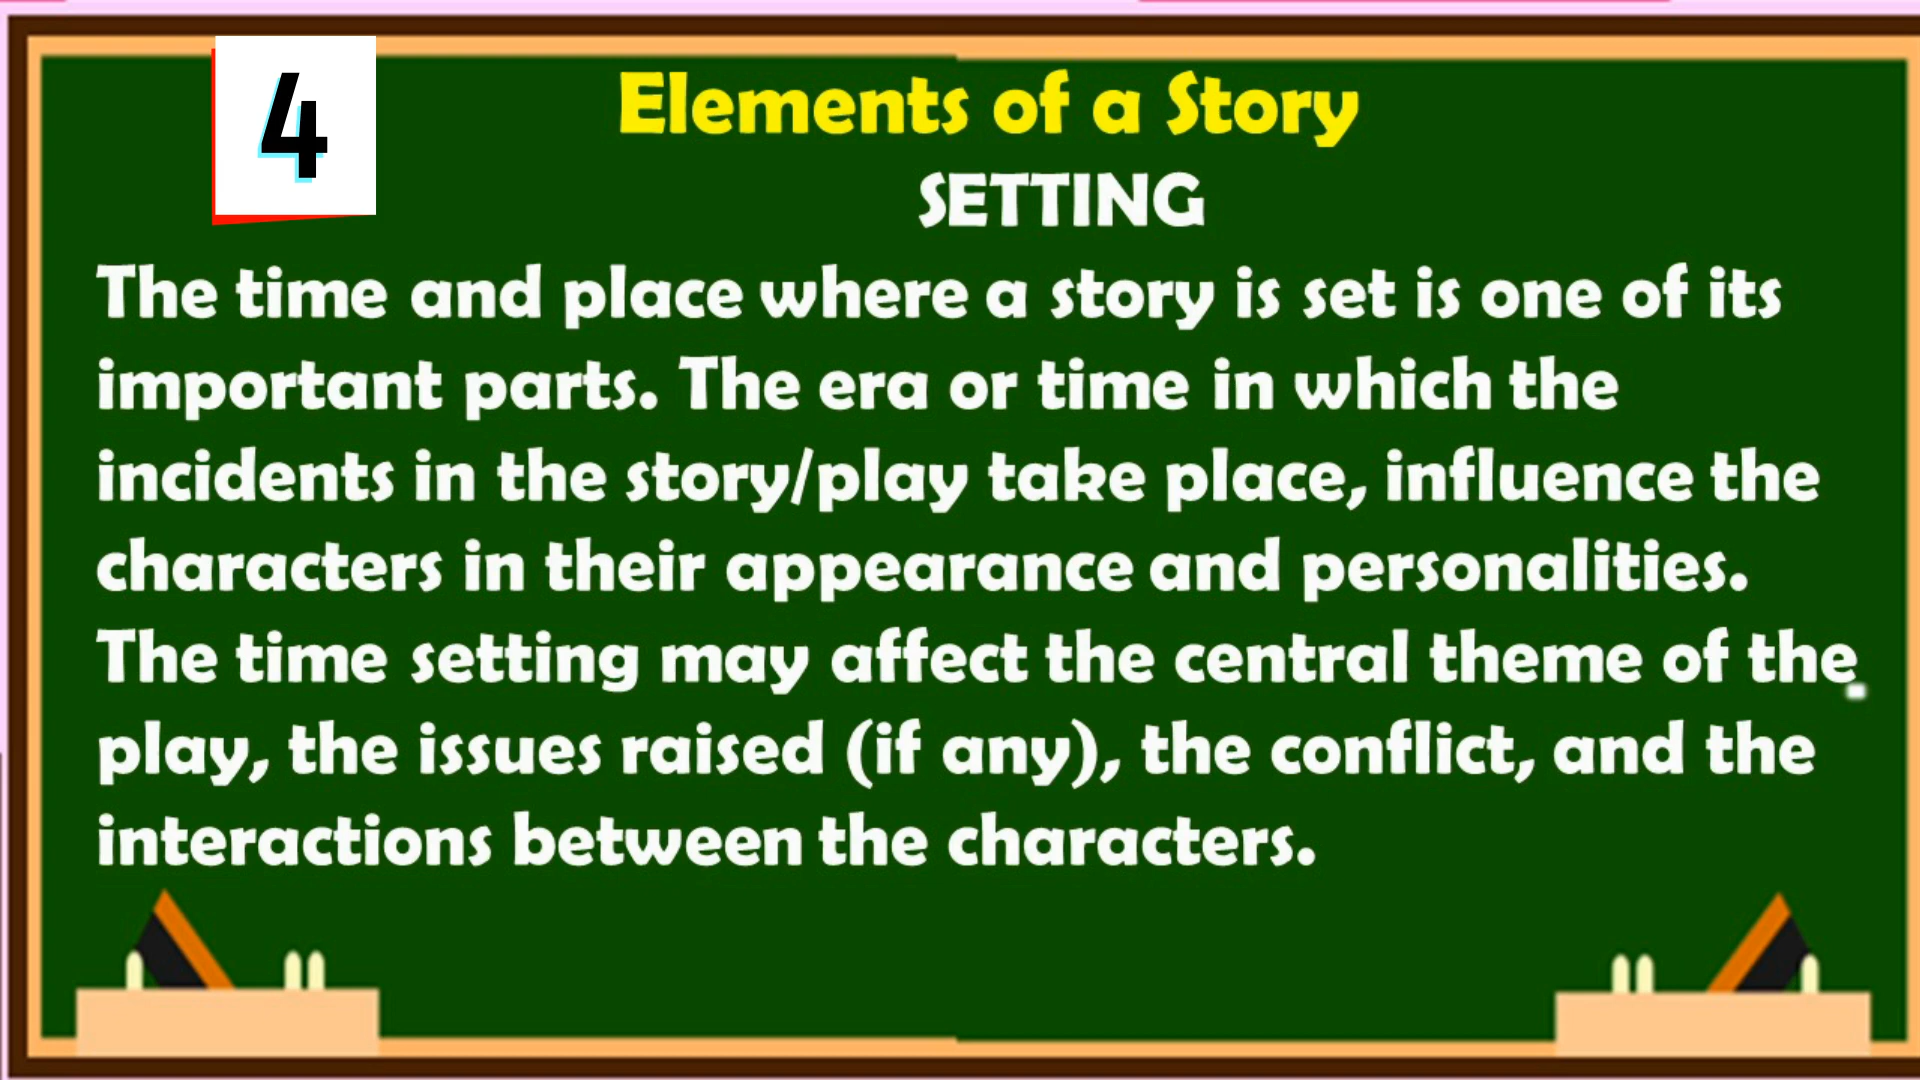 4
Elements of a Story
SETTING
The time and place where a story is set is one of its
important parts. The era or time in which the
incidents in the story/play take place, influence the
characters in their appearance and personalities.
The time setting may affect the central theme of the
play, the issues raised (if any), the conflict, and the
interactions between the characters.